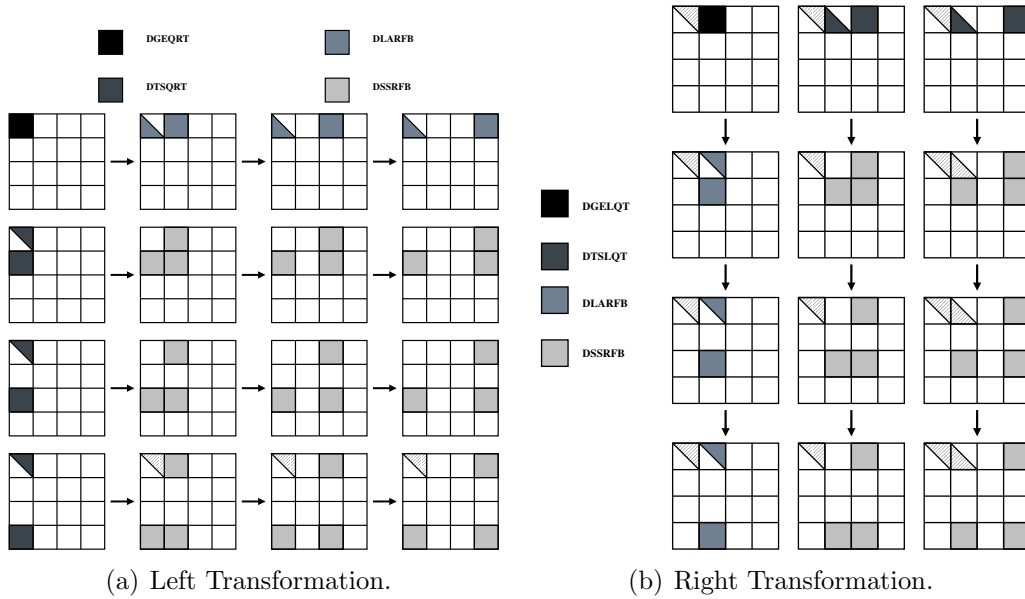 DGEQRT
DLARFB
DTSQRT
DSSRFB
DGELQT
DTSLQT
DLARFB
DSSRFB
(a) Left Transformation.
(b) Right Transformation.